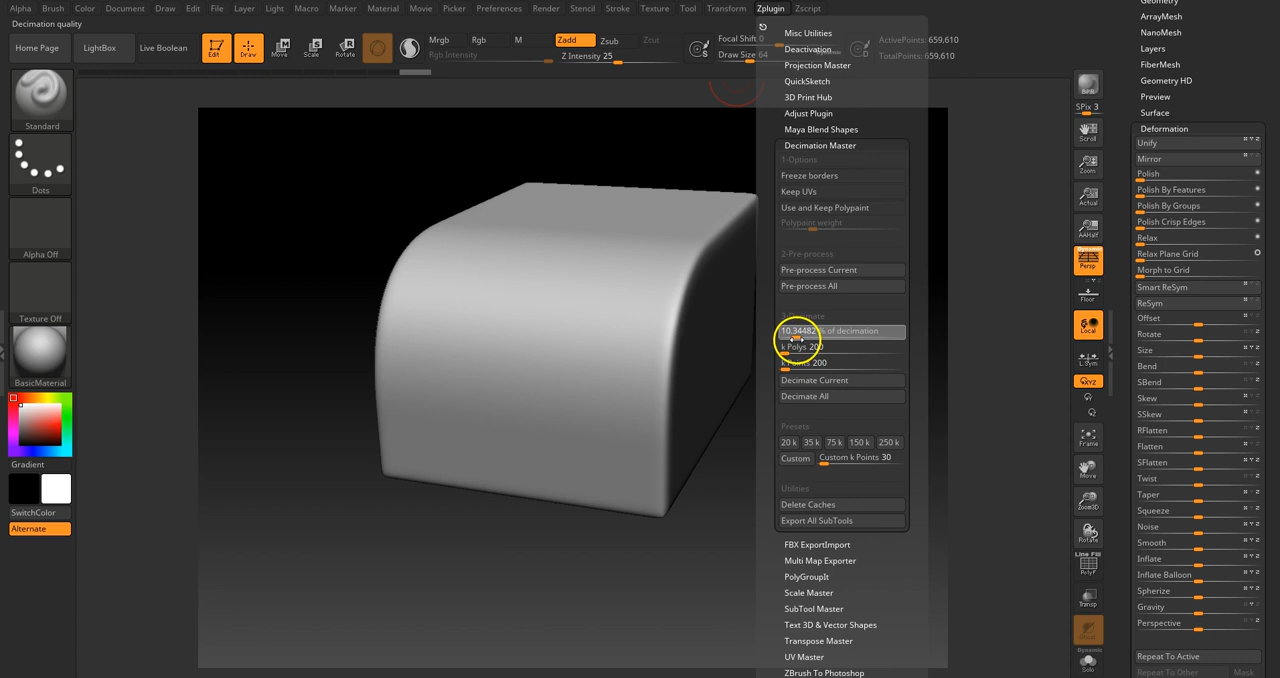 Alpha Brush Color Document Draw Edit File Layer Light Macro Marker Material Movie Picker Preferences Render Stencil Stroke Texture Tool Transform Zplugin Zscript
Decimation quality
Home Page
LightBox
Live Boolean
Edit
Draw
Move
Scale
Rotate
Mrgb Rgb M
Rgb Intensity
Zadd Zsub Zcut
Z Intensity 25
Focal Shift 0
Draw Size 64
ActivePoints: 659,610
TotalPoints: 659,610
Standard
Dots
Alpha Off
Texture Off
BasicMaterial
Gradient
SwitchColor
Alternate
Misc Utilities
Deactivation
Projection Master
QuickSketch
3D Print Hub
Adjust Plugin
Maya Blend Shapes
Decimation Master
1-Options
Freeze borders
Keep UVs
Use and Keep Polypaint
Polypaint weight
2-Pre-process
Pre-process Current
Pre-process All
3-Decimate
10.34482 % of decimation
k Polys 200
k Points 200
Decimate Current
Decimate All
Presets
20 k 35 k 75 k 150 k 250 k
Custom Custom k Points 30
Utilities
Delete Caches
Export All SubTools
FBX ExportImport
Multi Map Exporter
PolyGroupIt
Scale Master
SubTool Master
Text 3D & Vector Shapes
Transpose Master
UV Master
ZBrush To Photoshop
BPR
SPix 3
Scroll
Zoom
Actual
AAHalf
Dynamic
Persp
Floor
Local
L.Sym
XYZ
Frame
Move
Zoom3D
Rotate
Line Fill
PolyF
Transp
Dynamic
Solo
ArrayMesh
NanoMesh
Layers
FiberMesh
Geometry HD
Preview
Surface
Deformation
Unify
Mirror
Polish
Polish By Features
Polish By Groups
Polish Crisp Edges
Relax
Relax Plane Grid
Morph to Grid
Smart ReSym
ReSym
Offset
Rotate
Size
Bend
SBend
Skew
SSkew
RFlatten
Flatten
SFlatten
Twist
Taper
Squeeze
Noise
Smooth
Inflate
Inflate Balloon
Spherize
Gravity
Perspective
Repeat To Active
Repeat To Other Mask